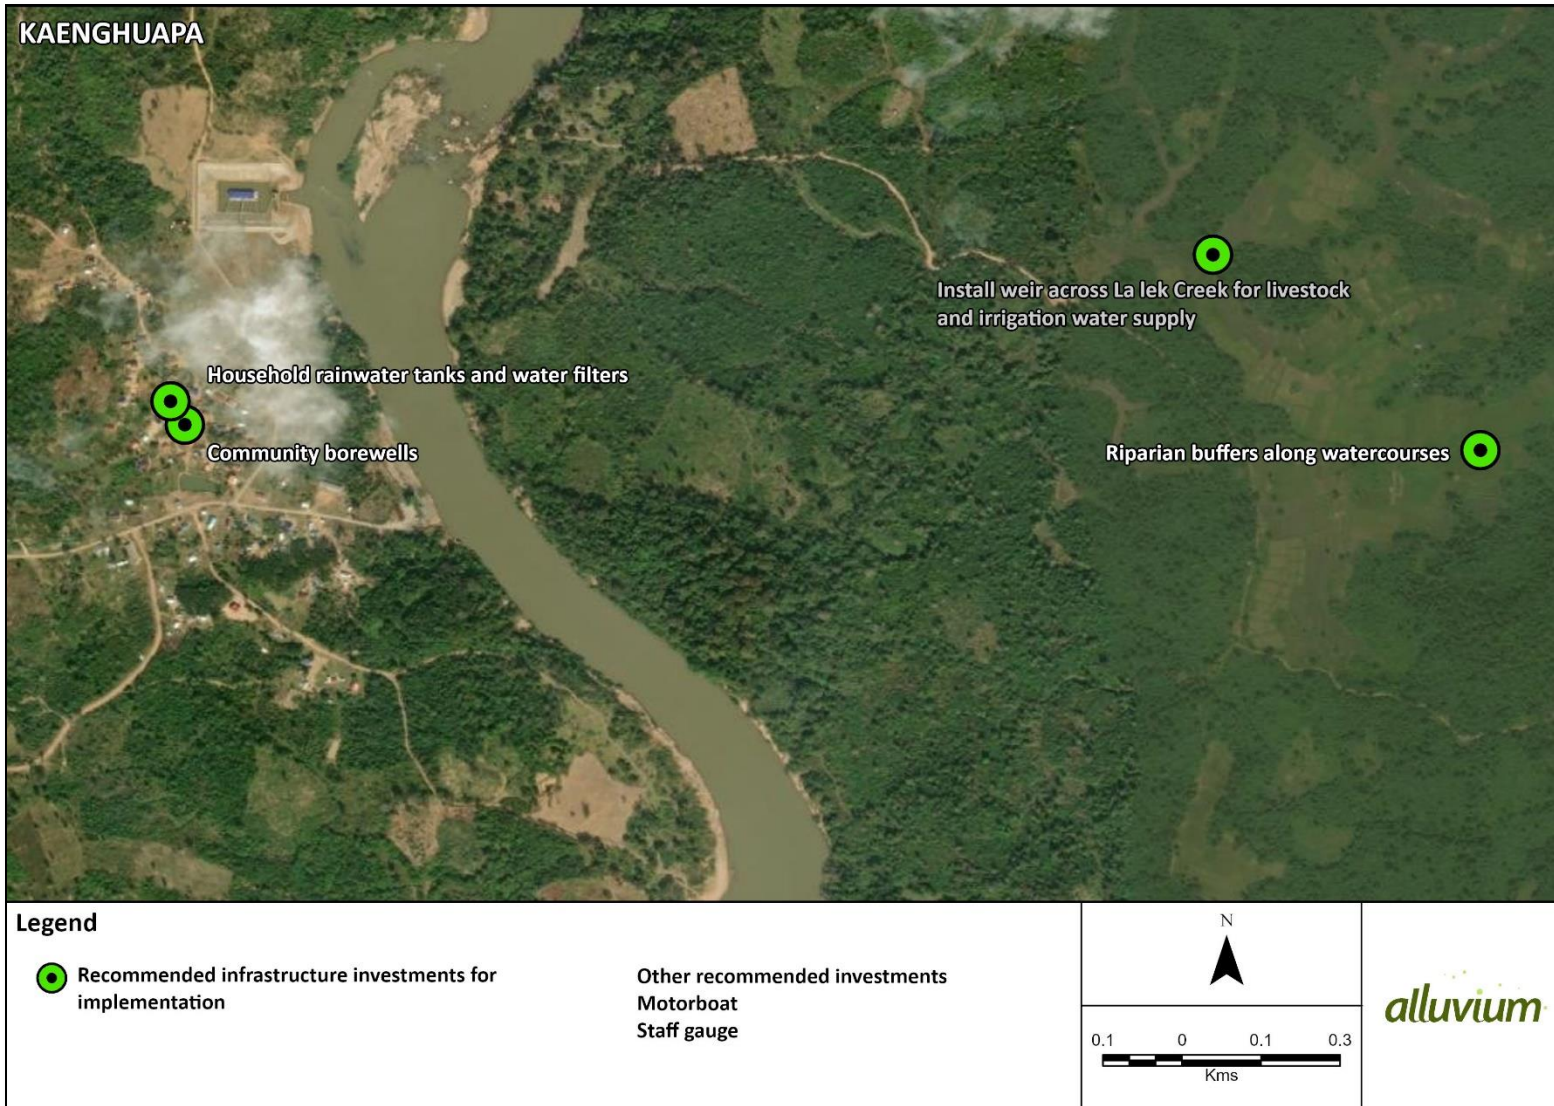 KAENGHUAPA
Install weir across La lek Creek for livestock
and irrigation water supply
Household rainwater tanks and water filters
Community borewells
Riparian buffers along watercourses
Legend
Recommended infrastructure investments for
implementation
Other recommended investments
Motorboat
Staff gauge
N
0.1 0 0.1 0.3
Kms
alluvium